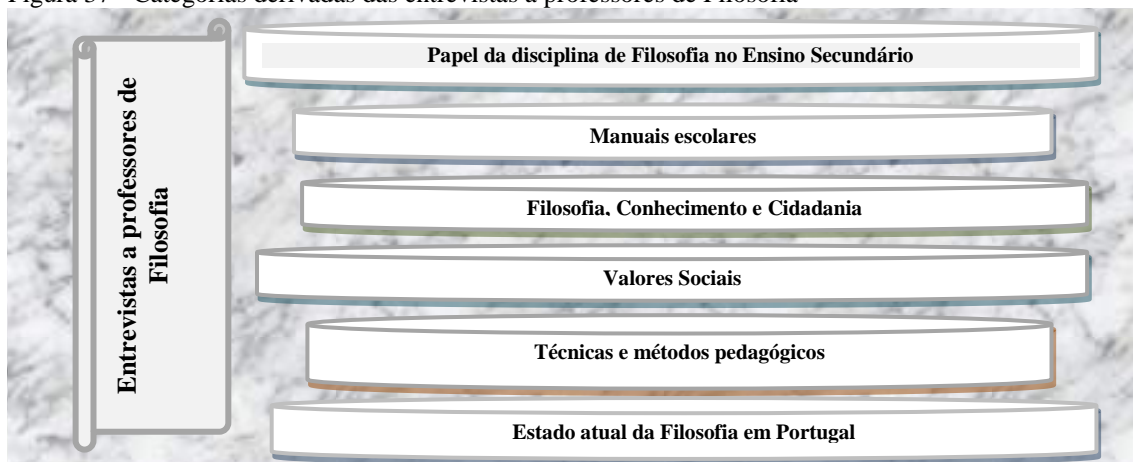 Figura 37 - Categorias derivadas das entrevistas a professores de Filosofia
Entrevistas a professores de
Filosofia
Papel da disciplina de Filosofia no Ensino Secundário
Manuais escolares
Filosofia, Conhecimento e Cidadania
Valores Sociais
Técnicas e métodos pedagógicos
Estado atual da Filosofia em Portugal